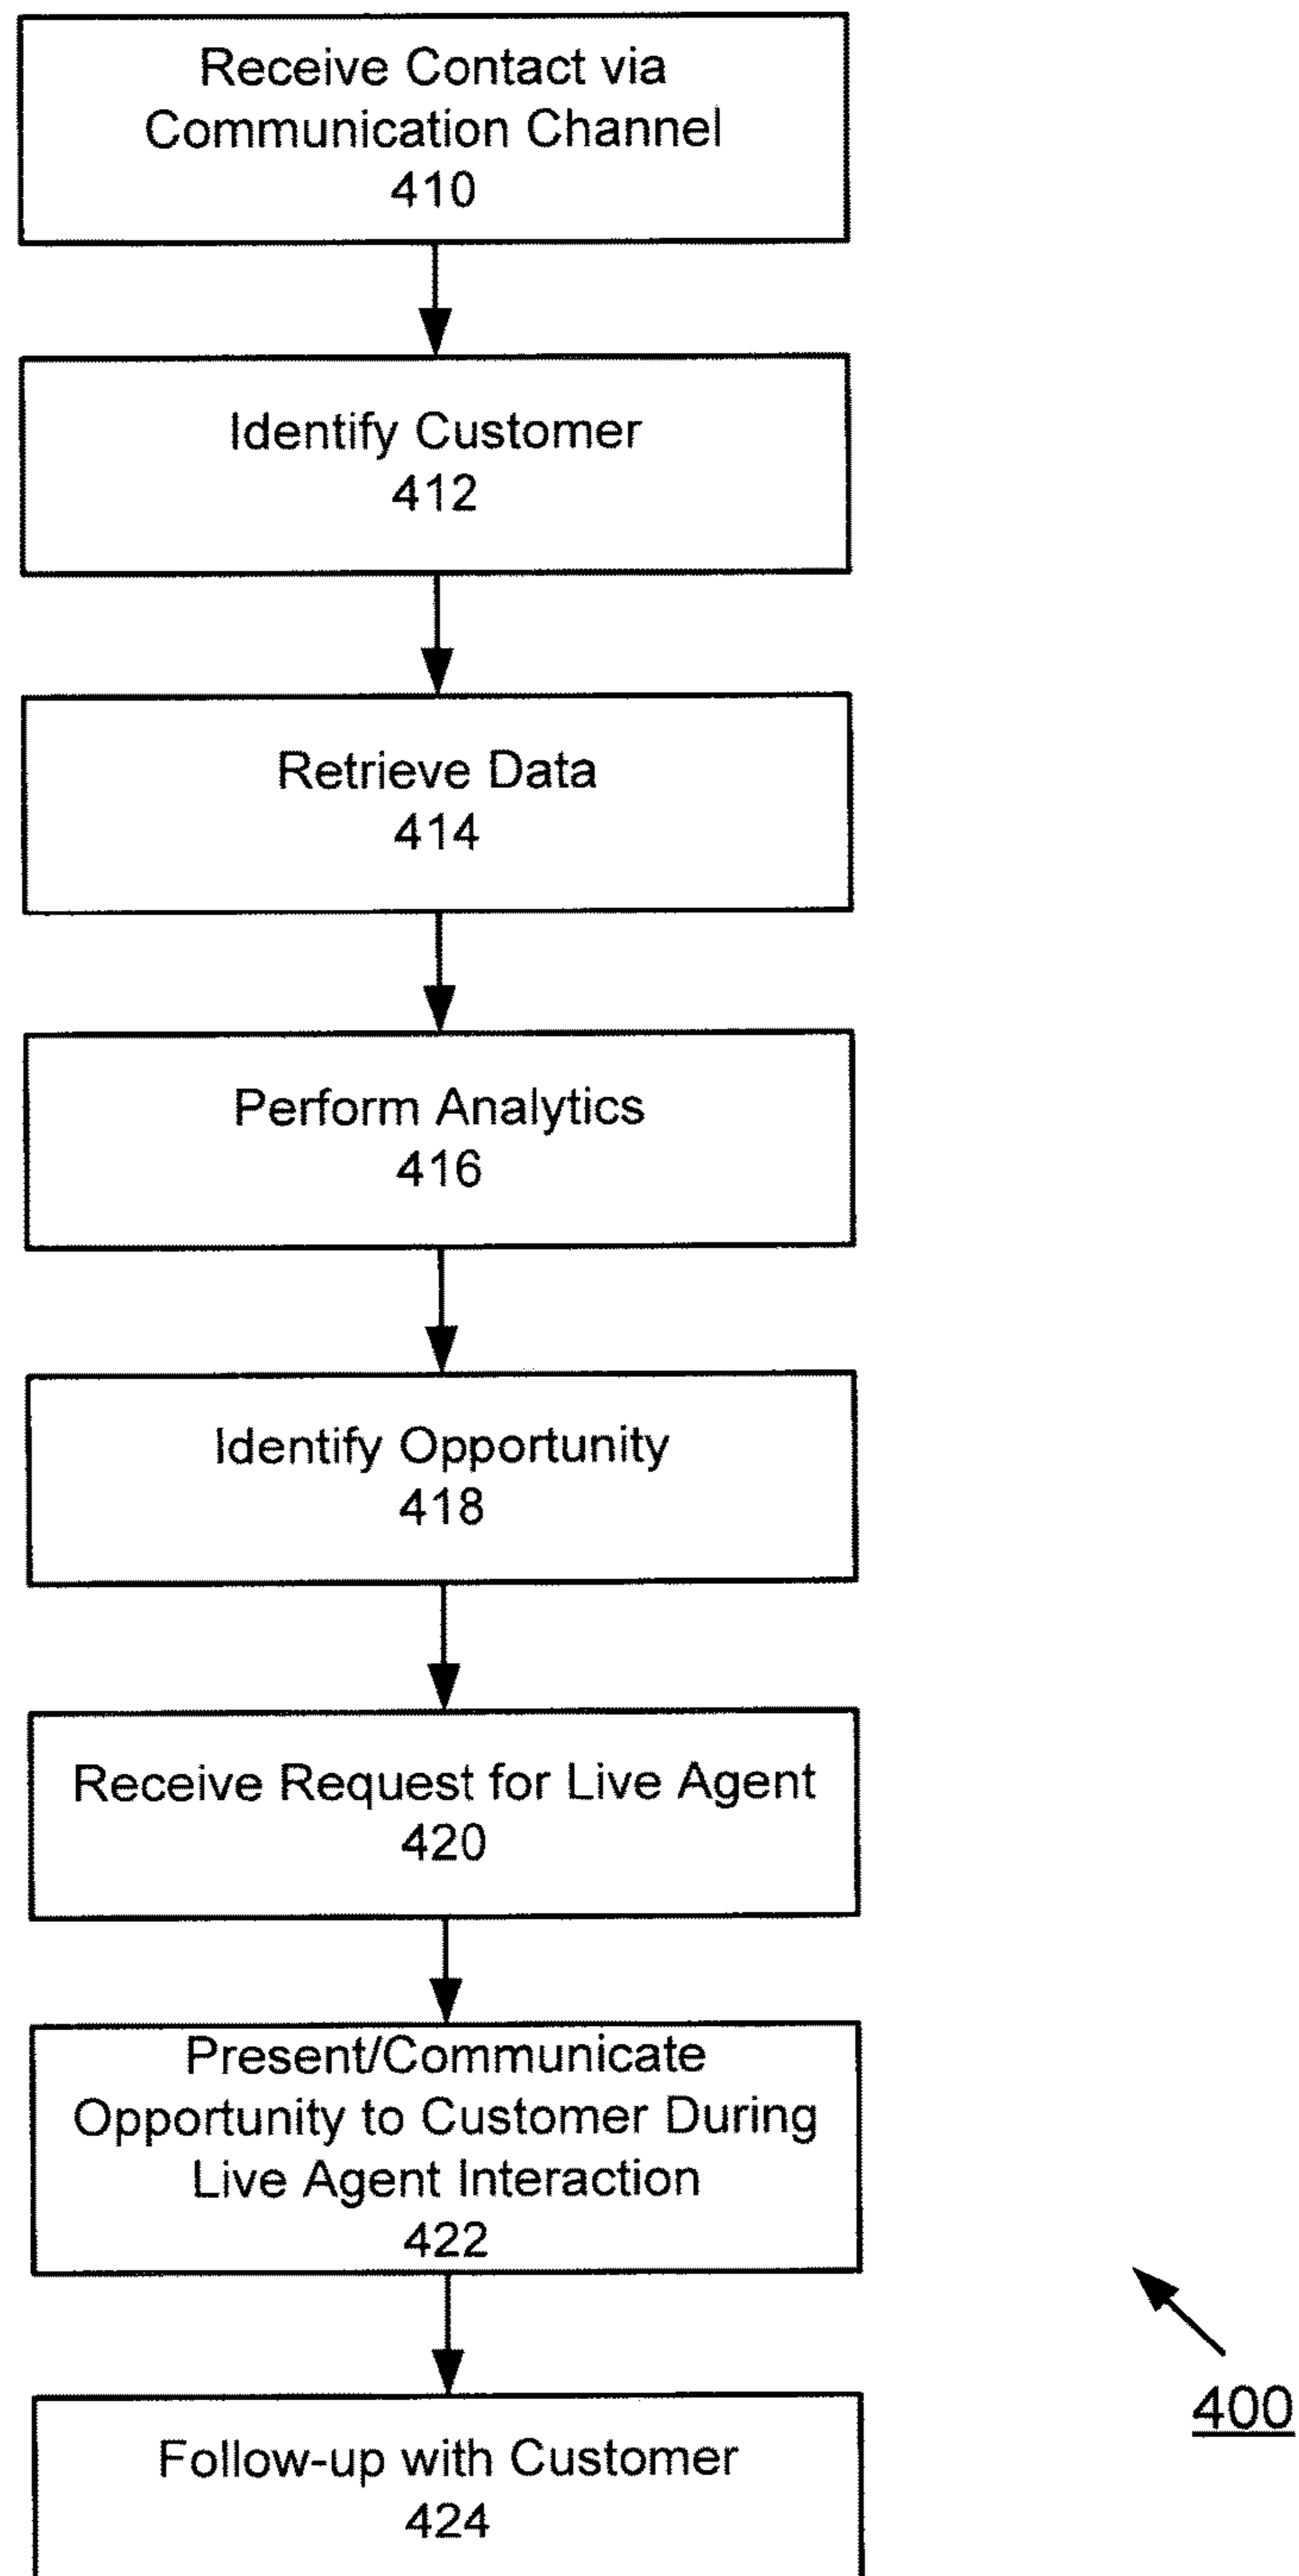 Receive Contact via
Communication Channel
410
Identify Customer
412
Retrieve Data
414
Perform Analytics
416
Identify Opportunity
418
Receive Request for Live Agent
420
Present/Communicate
Opportunity to Customer During
Live Agent Interaction
422
Follow-up with Customer
424
400